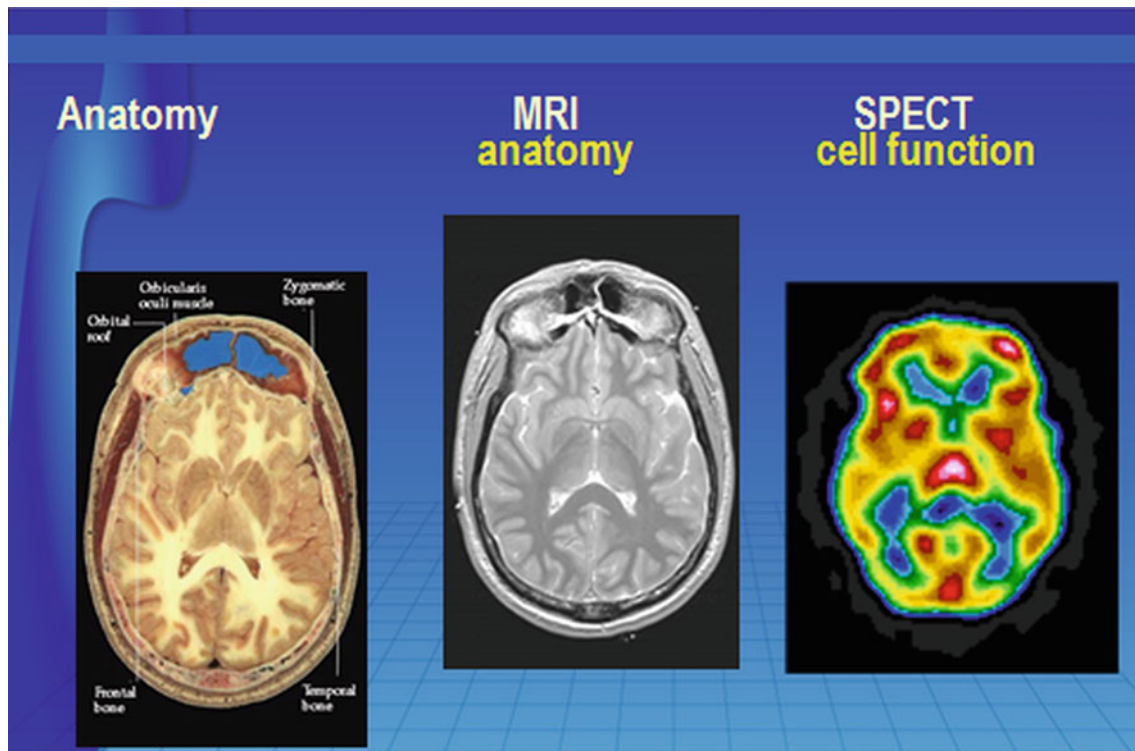 Anatomy
MRI
anatomy
SPECT
cell function
Orbicularis
oculi muscle
Zygomatic
bone
Orbital
roof
Frontal
bone
Temporal
bone